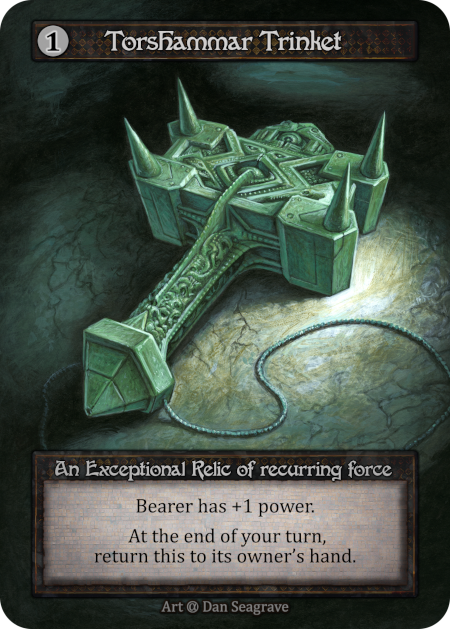 1
Torshammar Trinket
An Exceptional Relic of recurring force
Bearer has +1 power.
At the end of your turn,
return this to its owner's hand.
Art @ Dan Seagrave